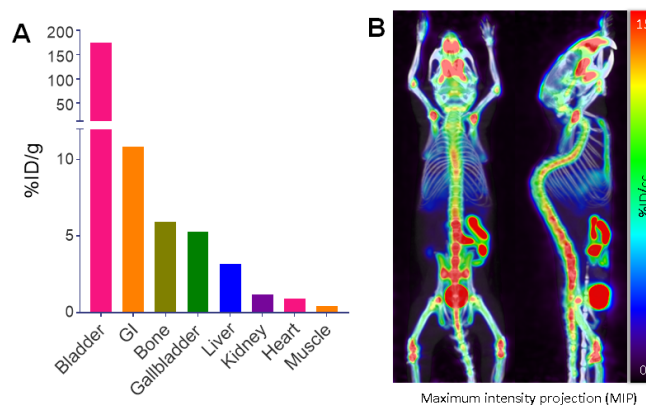 A
B
200
150
100
50
10
5
0
%ID/g
Bladder
GI
Bone
Gallbladder
Liver
Kidney
Heart
Muscle
15
%ID/cc
0
Maximum intensity projection (MIP)